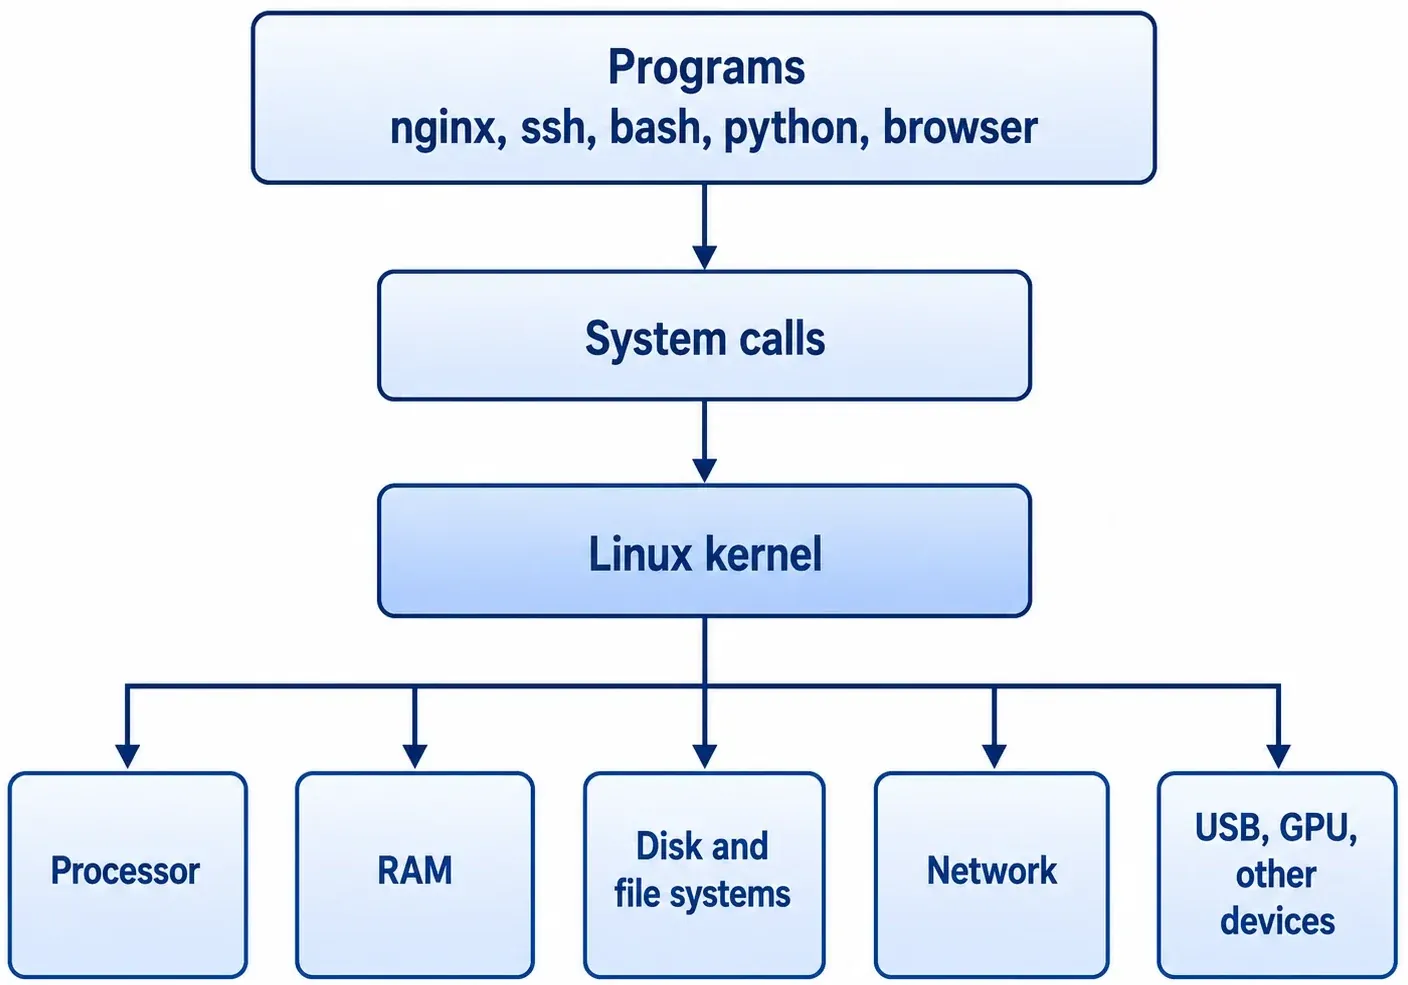 Programs
nginx, ssh, bash, python, browser
System calls
Linux kernel
Processor
RAM
Disk and
file systems
Network
USB, GPU,
other
devices